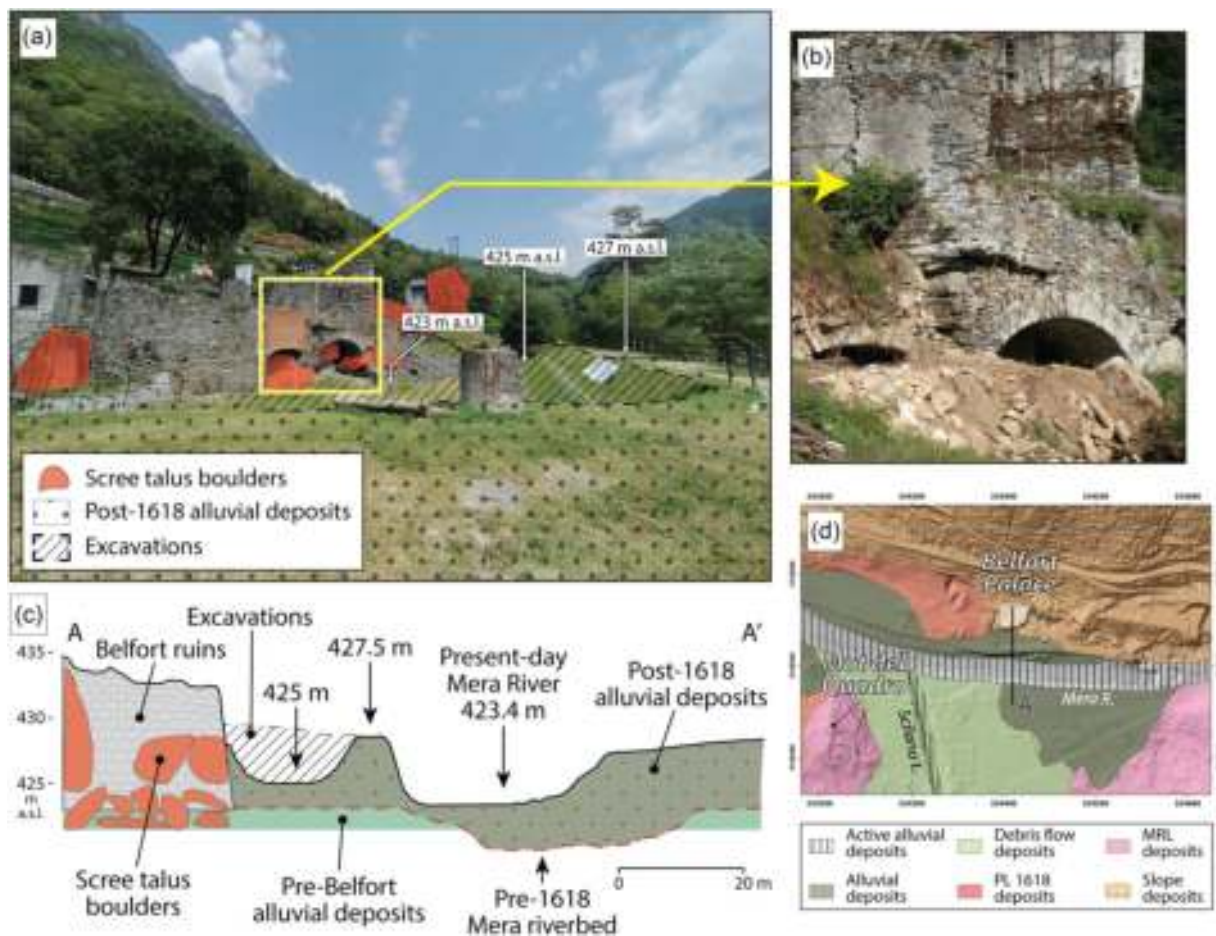 (a)
427 m a.s.l.
425 m a.s.l.
423 m a.s.l.
Scree talus boulders
Post-1618 alluvial deposits
Excavations
(b)
(c)
A
A'
Excavations
Belfort ruins
427.5 m
425 m
Present-day
Mera River
423.4 m
Post-1618
alluvial deposits
435-
430-
425-
m
a.s.l.
Scree talus
boulders
Pre-Belfort
alluvial deposits
Pre-1618
Mera riverbed
0
20 m
(d)
Belfort
Palace
Mera R.
Active alluvial
deposits
Debris flow
deposits
MRL
deposits
Alluvial
deposits
PL 1618
deposits
Slope
deposits